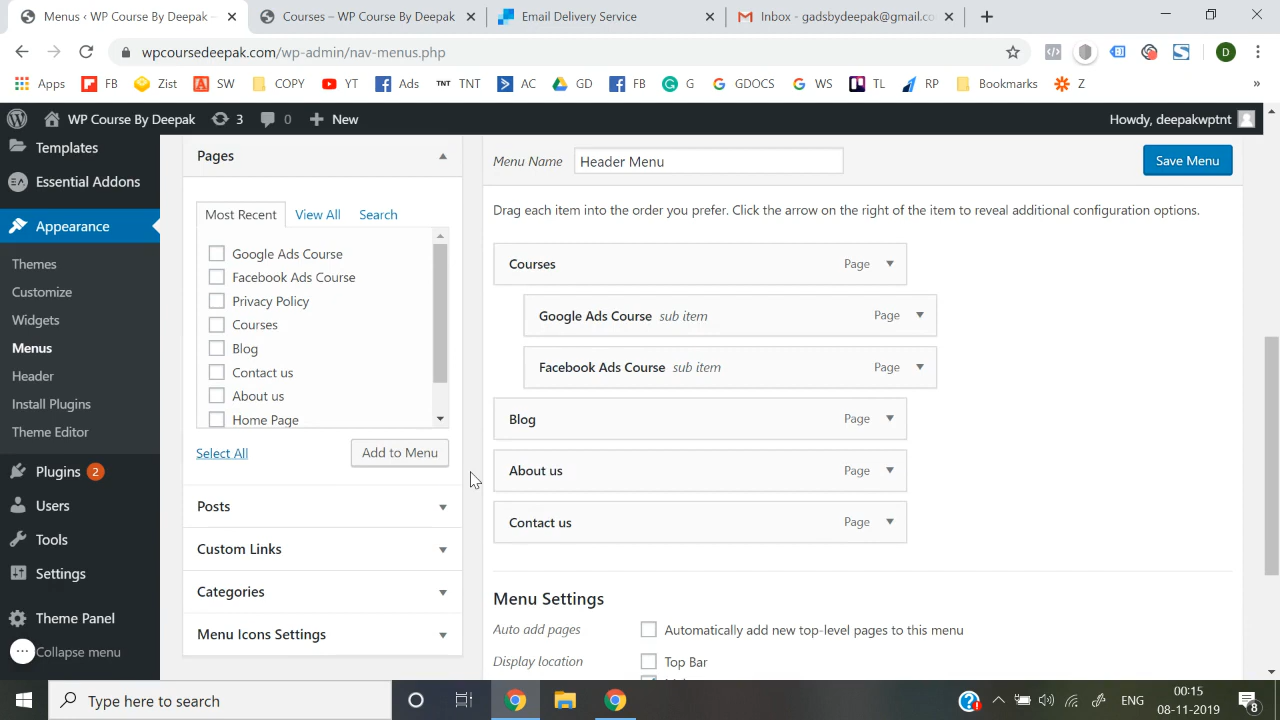 Menus ‹ WP Course By Deepak –
Courses – WP Course By Deepak
Email Delivery Service
Inbox - gadsbydeepak@gmail.co
wpcoursedeepak.com/wp-admin/nav-menus.php
D
Apps
FB
Zist
SW
COPY
YT
Ads
TNT TNT
AC
GD
FB
G
GDOCS
WS
TL
RP
Bookmarks
Z
»
WP Course By Deepak
3
0
New
Howdy, deepakwptnt
Templates
Essential Addons
Appearance
Themes
Customize
Widgets
Menus
Header
Install Plugins
Theme Editor
Plugins 2
Users
Tools
Settings
Theme Panel
Collapse menu
Pages
Most Recent
View All
Search
Google Ads Course
Facebook Ads Course
Privacy Policy
Courses
Blog
Contact us
About us
Home Page
Select All
Add to Menu
Posts
Custom Links
Categories
Menu Icons Settings
Menu Name
Header Menu
Save Menu
Drag each item into the order you prefer. Click the arrow on the right of the item to reveal additional configuration options.
Courses Page
Google Ads Course sub item Page
Facebook Ads Course sub item Page
Blog Page
About us Page
Contact us Page
Menu Settings
Auto add pages
Automatically add new top-level pages to this menu
Display location
Top Bar
Type here to search
ENG
00:15
08-11-2019
8